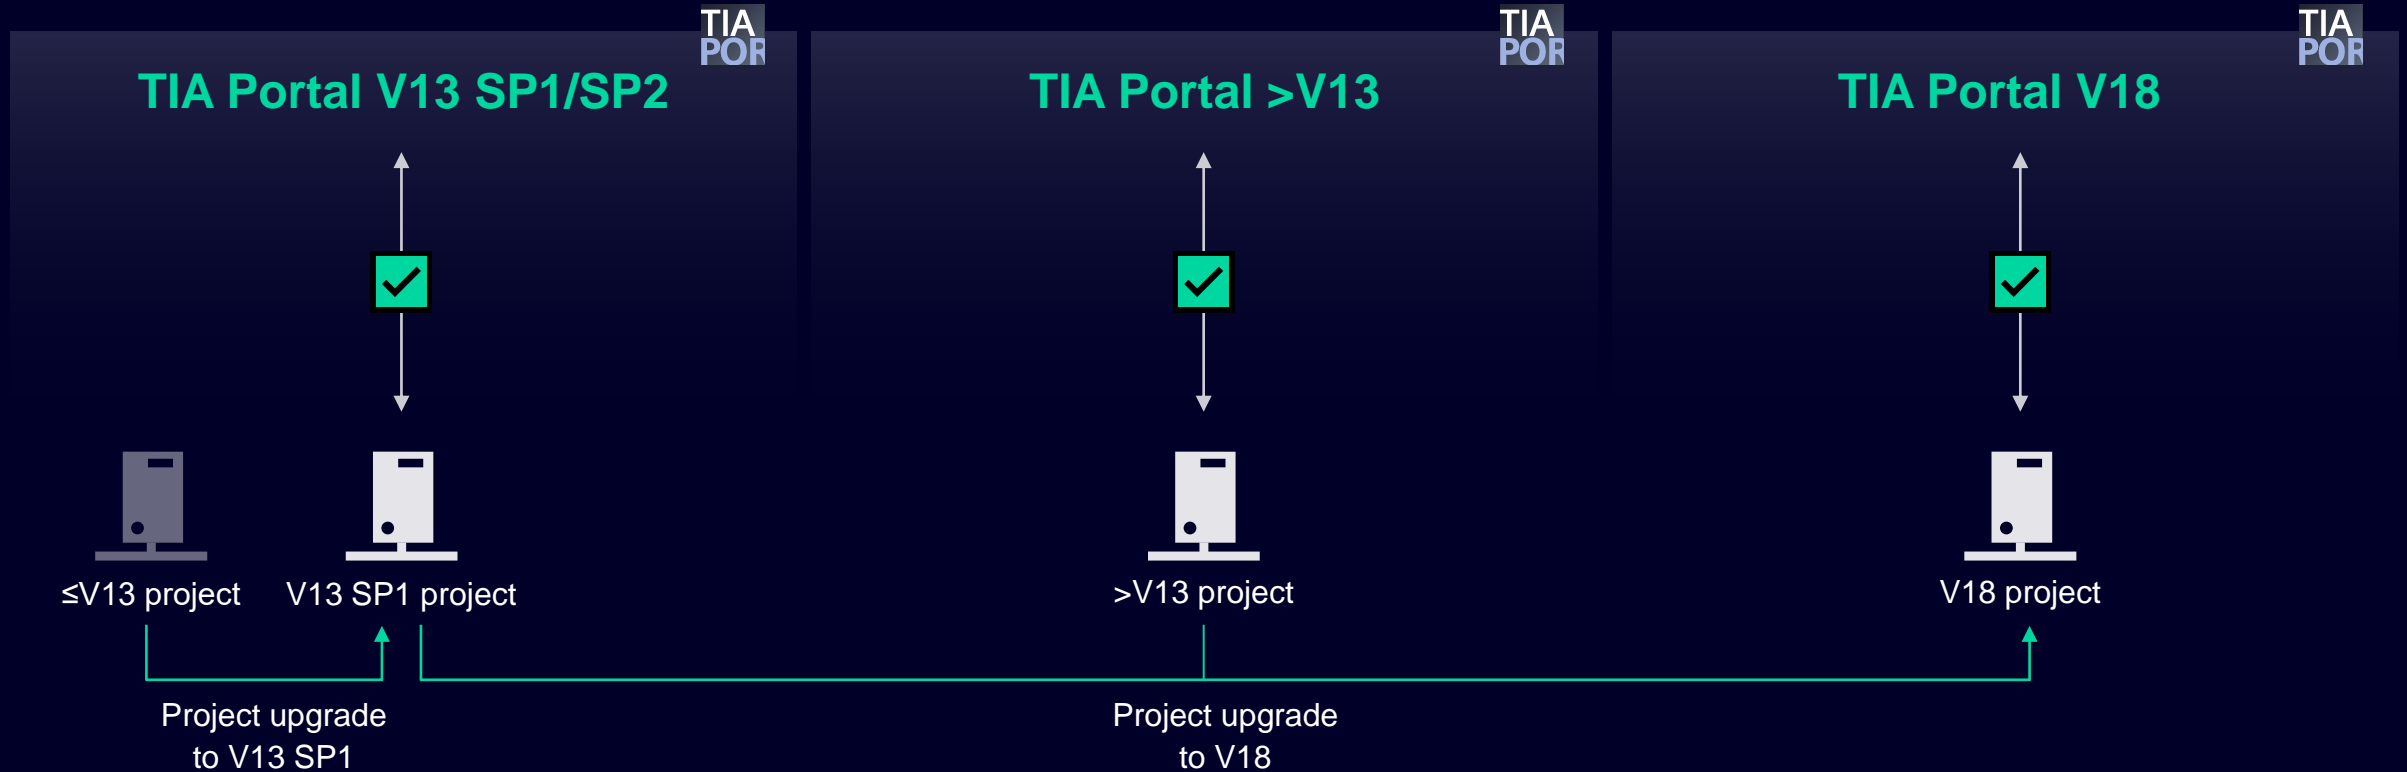 TIA
POR
TIA
POR
TIA
POR
TIA Portal V13 SP1/SP2
TIA Portal >V13
TIA Portal V18
≤V13 project
V13 SP1 project
>V13 project
V18 project
Project upgrade
to V13 SP1
Project upgrade
to V18